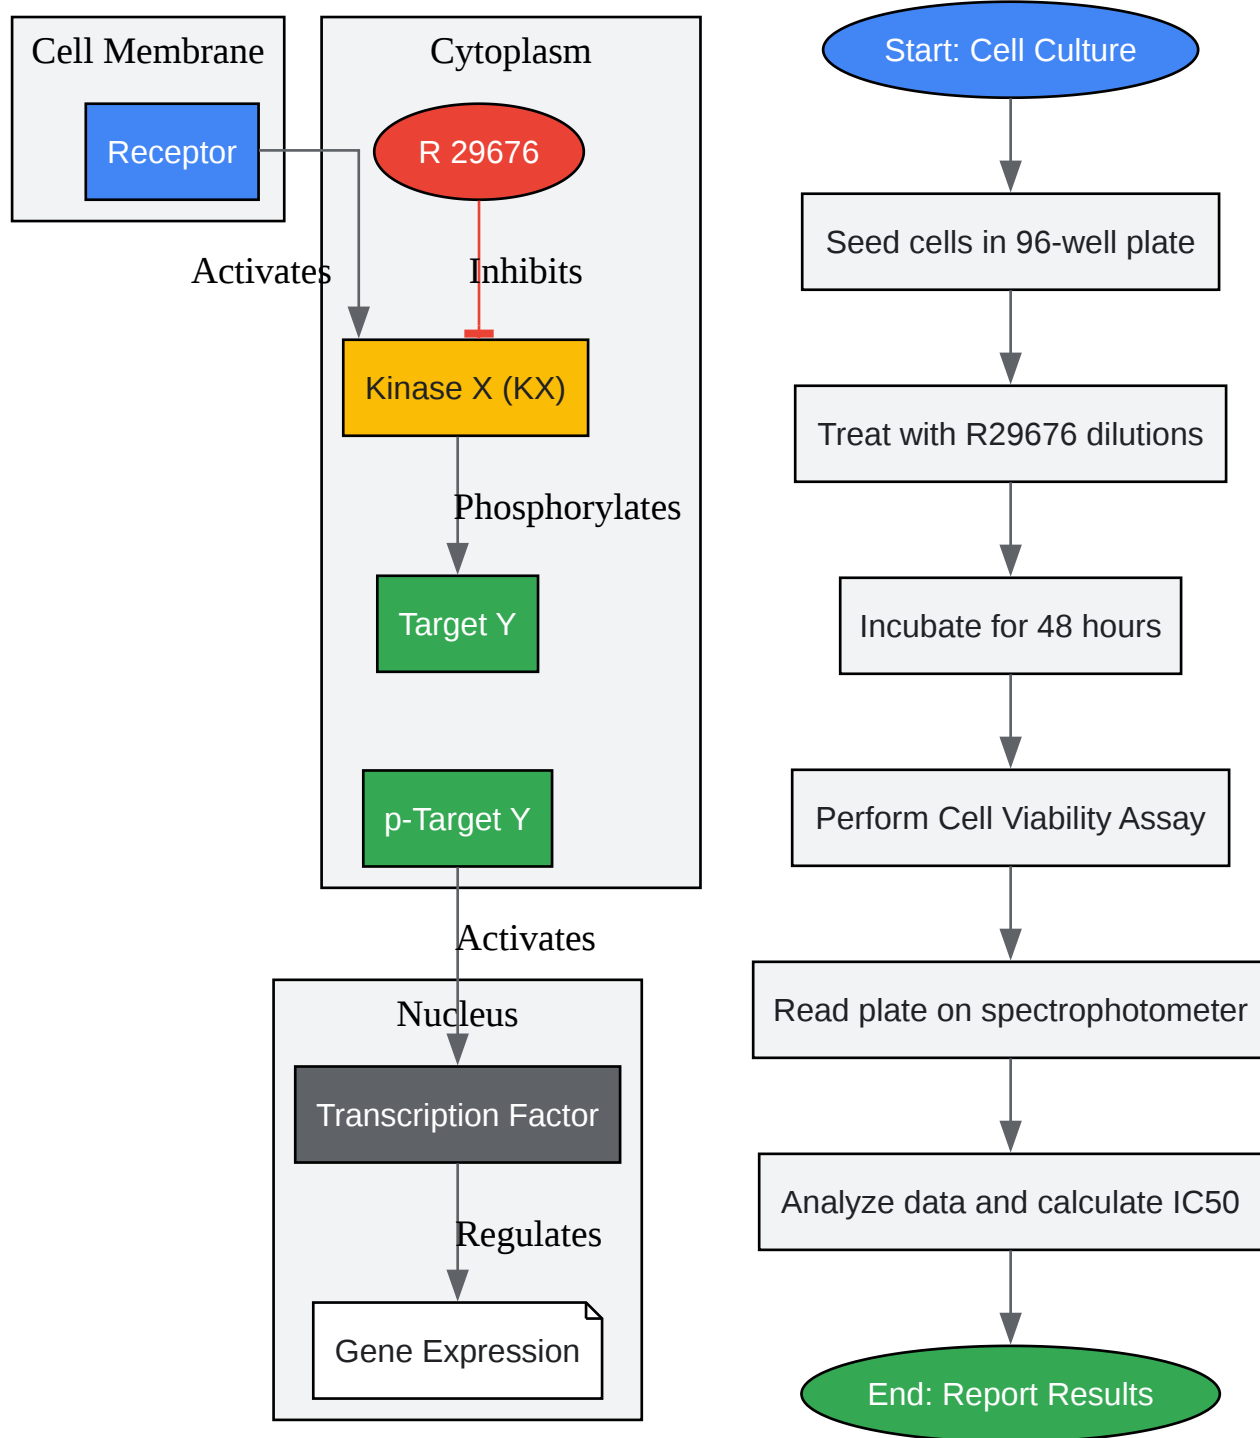 Cell Membrane
Receptor
Activates
Cytoplasm
R 29676
Inhibits
Kinase X (KX)
Phosphorylates
Target Y
p-Target Y
Activates
Nucleus
Transcription Factor
Regulates
Gene Expression
Start: Cell Culture
Seed cells in 96-well plate
Treat with R29676 dilutions
Incubate for 48 hours
Perform Cell Viability Assay
Read plate on spectrophotometer
Analyze data and calculate IC50
End: Report Results